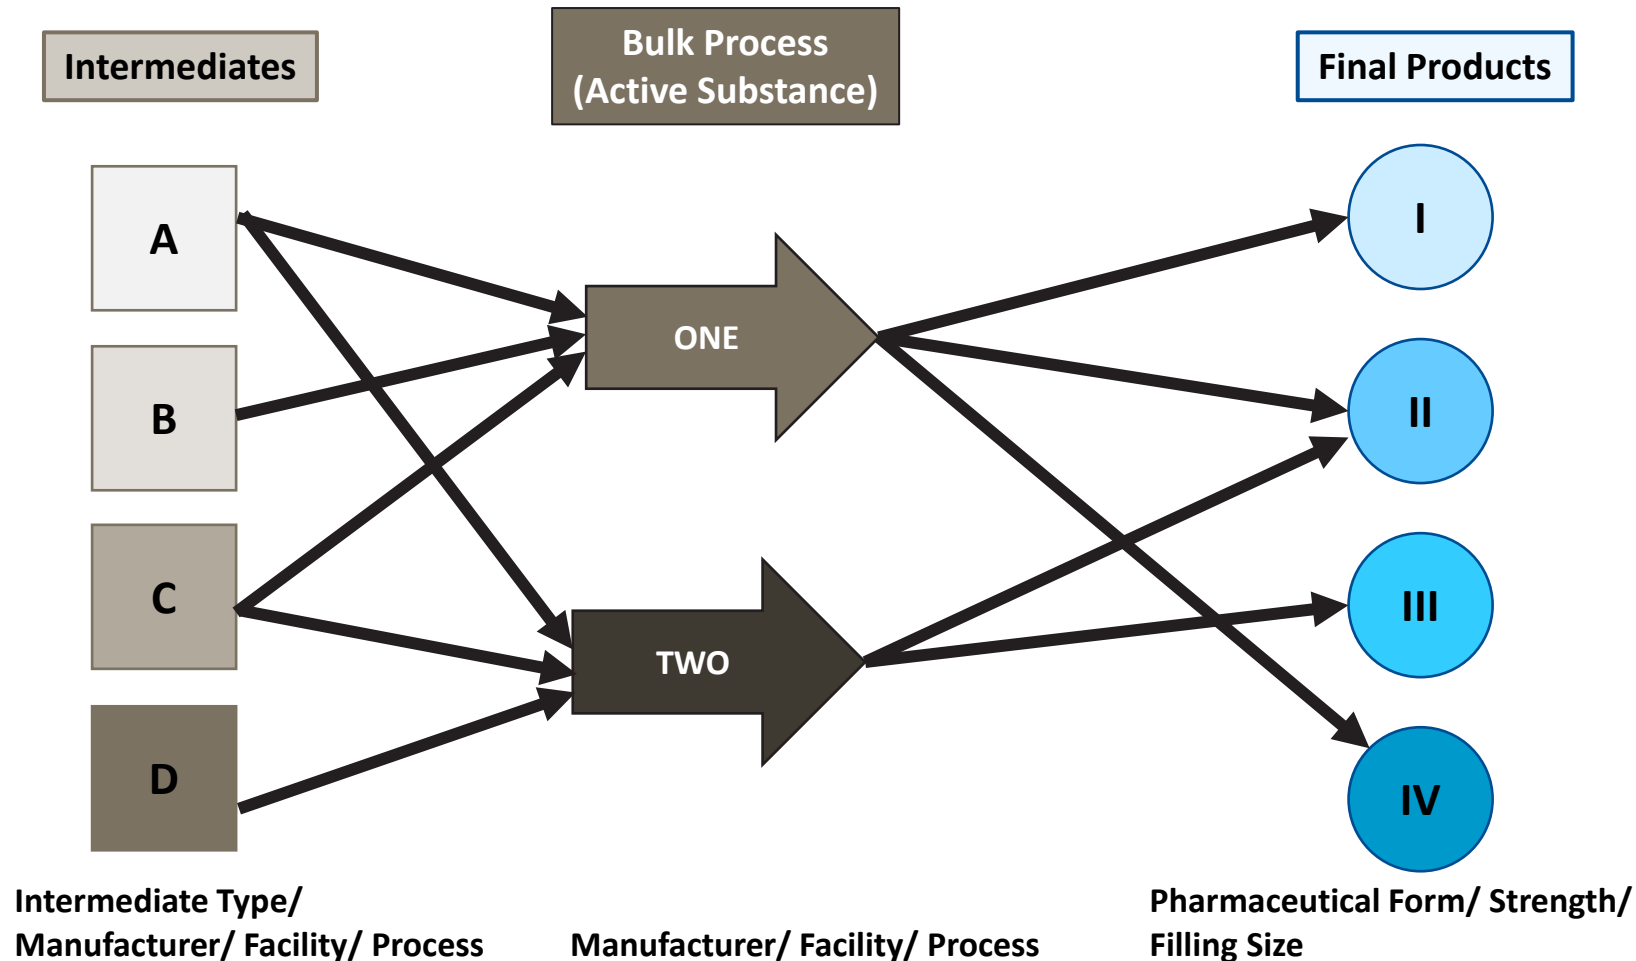 Intermediates
Bulk Process
(Active Substance)
Final Products
A
B
C
D
ONE
TWO
I
II
III
IV
Intermediate Type/
Manufacturer/ Facility/ Process
Manufacturer/ Facility/ Process
Pharmaceutical Form/ Strength/
Filling Size